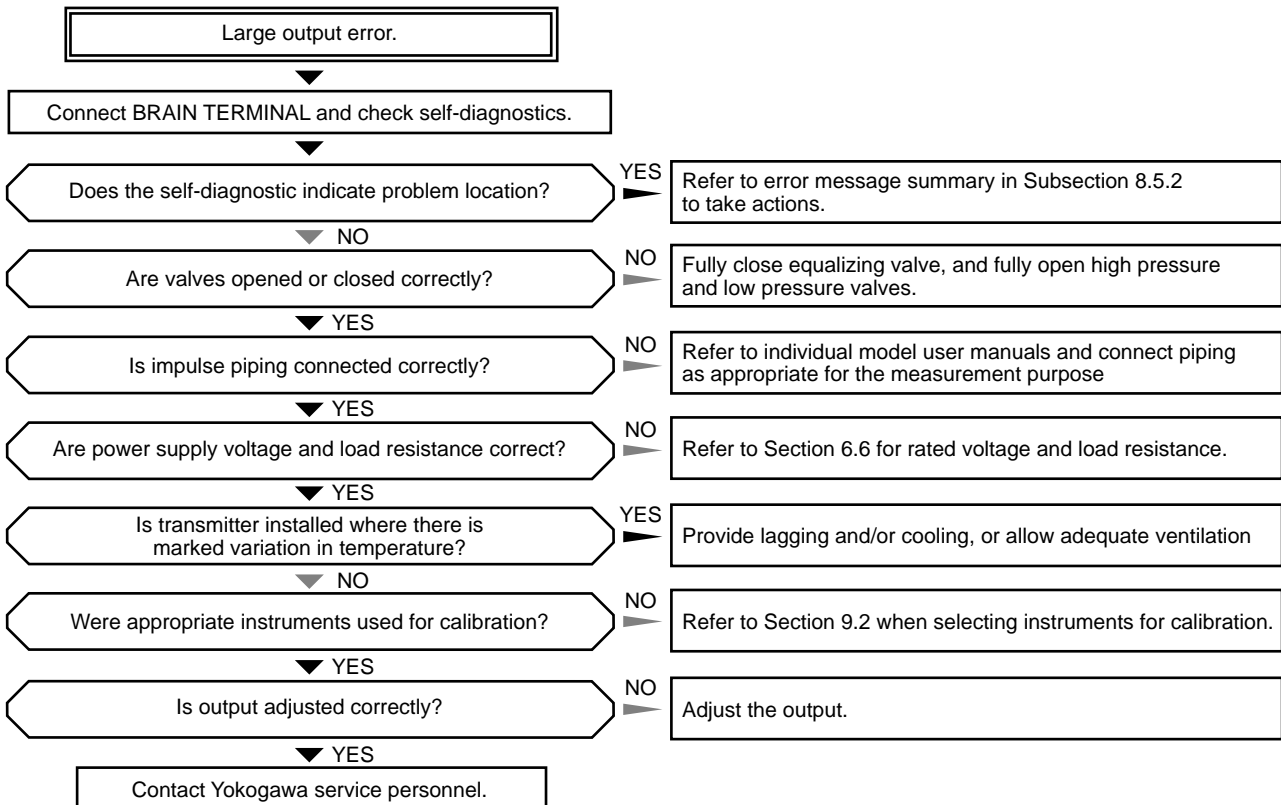 Large output error.
Connect BRAIN TERMINAL and check self-diagnostics.
Does the self-diagnostic indicate problem location?
YES
Refer to error message summary in Subsection 8.5.2
to take actions.
NO
Are valves opened or closed correctly?
NO
Fully close equalizing valve, and fully open high pressure
and low pressure valves.
YES
Is impulse piping connected correctly?
NO
Refer to individual model user manuals and connect piping
as appropriate for the measurement purpose
YES
Are power supply voltage and load resistance correct?
NO
Refer to Section 6.6 for rated voltage and load resistance.
YES
Is transmitter installed where there is
marked variation in temperature?
YES
Provide lagging and/or cooling, or allow adequate ventilation
NO
Were appropriate instruments used for calibration?
NO
Refer to Section 9.2 when selecting instruments for calibration.
YES
Is output adjusted correctly?
NO
Adjust the output.
YES
Contact Yokogawa service personnel.